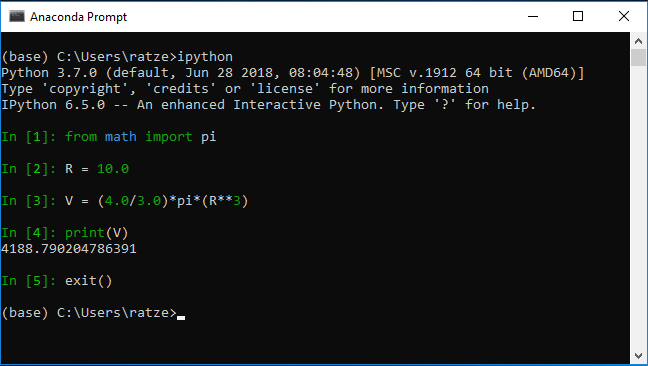 Anaconda Prompt
(base) C:\Users\ratze>ipython
Python 3.7.0 (default, Jun 28 2018, 08:04:48) [MSC v.1912 64 bit (AMD64)]
Type 'copyright', 'credits' or 'license' for more information
IPython 6.5.0 -- An enhanced Interactive Python. Type '?' for help.
In [1]: from math import pi
In [2]: R = 10.0
In [3]: V = (4.0/3.0)*pi*(R**3)
In [4]: print(V)
4188.790204786391
In [5]: exit()
(base) C:\Users\ratze>